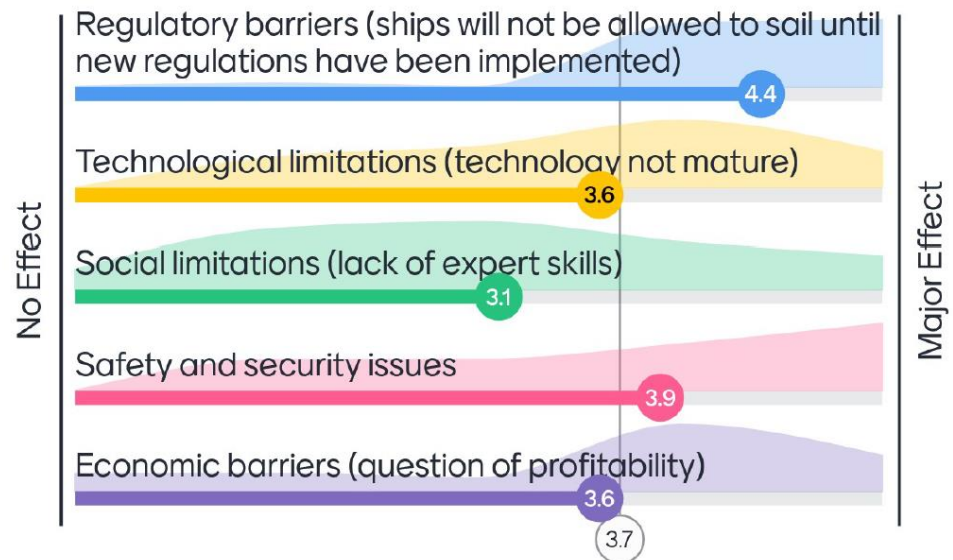 Regulatory barriers (ships will not be allowed to sail until
new regulations have been implemented)
4.4
Technological limitations (technology not mature)
3.6
Social limitations (lack of expert skills)
3.1
Safety and security issues
3.9
Economic barriers (question of profitability)
3.6
3.7
No Effect
Major Effect